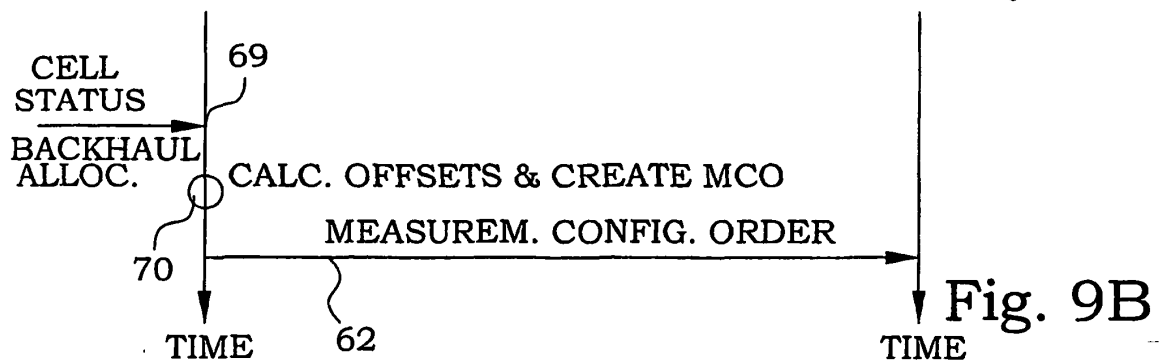 69
CELL
STATUS
BACKHAUL
ALLOC.
CALC. OFFSETS & CREATE MCO
MEASUREM. CONFIG. ORDER
70
62
TIME
TIME
Fig. 9B